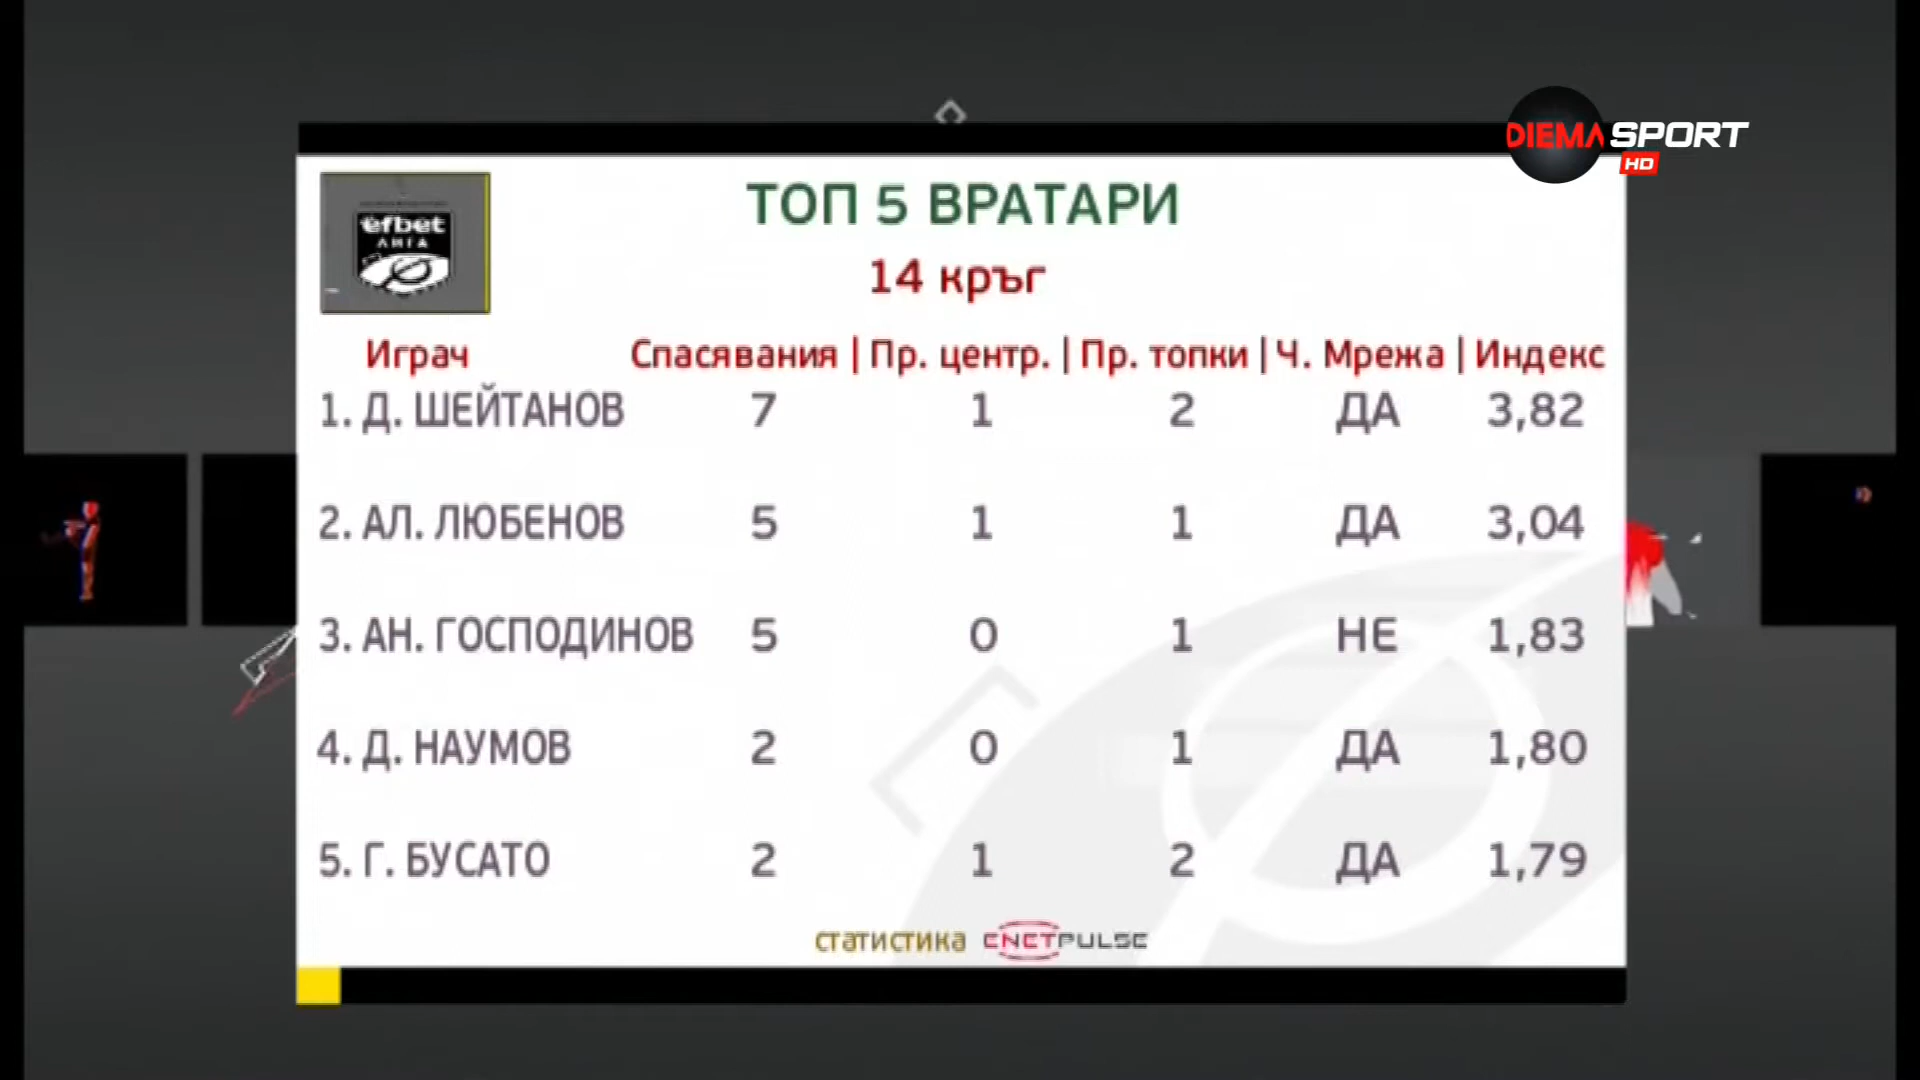 DIEMA SPORT
HD
efbet
ЛИГА
ТОП 5 ВРАТАРИ
14 кръг
Играч Спасявания | Пр. центр. | Пр. топки | Ч. Мрежа | Индекс
1. Д. ШЕЙТАНОВ 7 1 2 ДА 3,82
2. АЛ. ЛЮБЕНОВ 5 1 1 ДА 3,04
3. АН. ГОСПОДИНОВ 5 0 1 НЕ 1,83
4. Д. НАУМОВ 2 0 1 ДА 1,80
5. Г. БУСАТО 2 1 2 ДА 1,79
статистика ENETPULSE